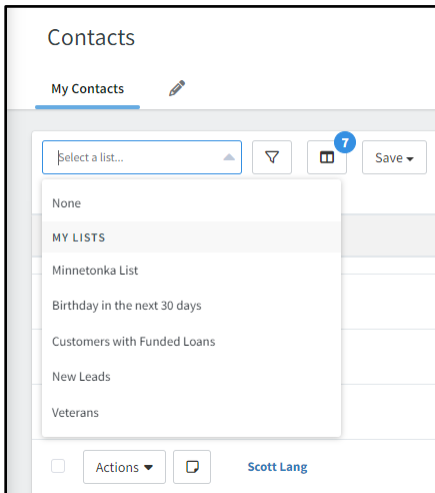 Contacts
My Contacts
Select a list...
7
Save
None
MY LISTS
Minnetonka List
Birthday in the next 30 days
Customers with Funded Loans
New Leads
Veterans
Actions
Scott Lang